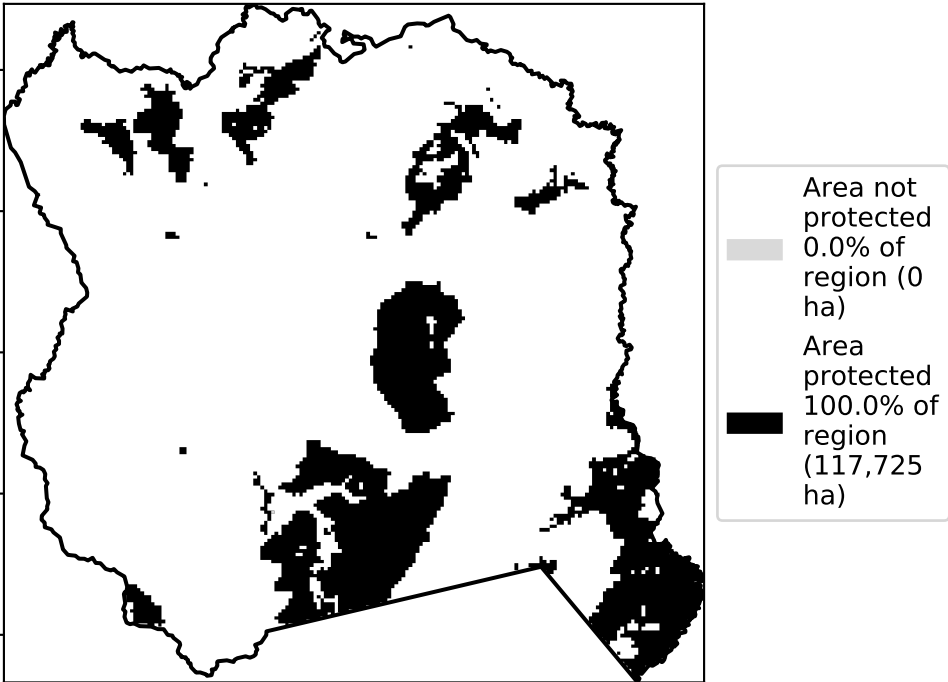 Area not
protected
0.0% of
region (0
ha)
Area
protected
100.0% of
region
(117,725
ha)